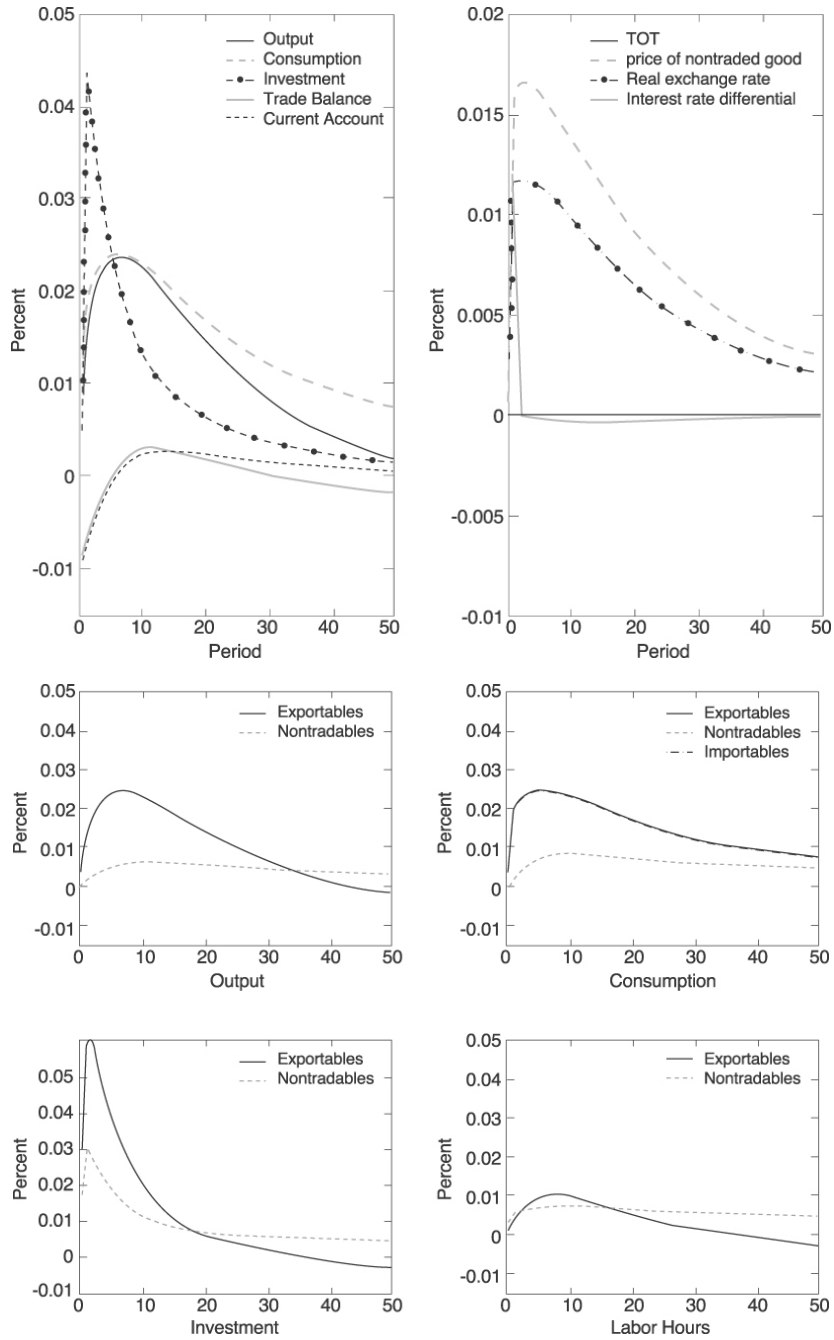 Output
Consumption
Investment
Trade Balance
Current Account
0.05
0.04
0.03
0.02
0.01
0
-0.01
Percent
0 10 20 30 40 50
Period
TOT
price of nontraded good
Real exchange rate
Interest rate differential
0.02
0.015
0.01
0.005
0
-0.005
-0.01
Percent
0 10 20 30 40 50
Period
Exportables
Nontradables
0.05
0.04
0.03
0.02
0.01
0
-0.01
Percent
0 10 20 30 40 50
Output
Exportables
Nontradables
Importables
0.05
0.04
0.03
0.02
0.01
0
-0.01
Percent
0 10 20 30 40 50
Consumption
Exportables
Nontradables
0.05
0.04
0.03
0.02
0.01
0
-0.01
Percent
0 10 20 30 40 50
Investment
Exportables
Nontradables
0.05
0.04
0.03
0.02
0.01
0
-0.01
Percent
0 10 20 30 40 50
Labor Hours